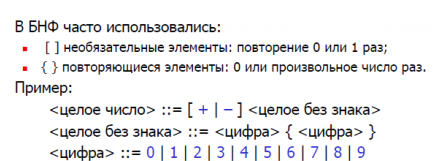 В БНФ часто использовались:
[ ] необязательные элементы: повторение 0 или 1 раз;
{ } повторяющиеся элементы: 0 или произвольное число раз.
Пример:
<целое число> ::= [ + | − ] <целое без знака>
<целое без знака> ::= <цифра> { <цифра> }
<цифра> ::= 0 | 1 | 2 | 3 | 4 | 5 | 6 | 7 | 8 | 9